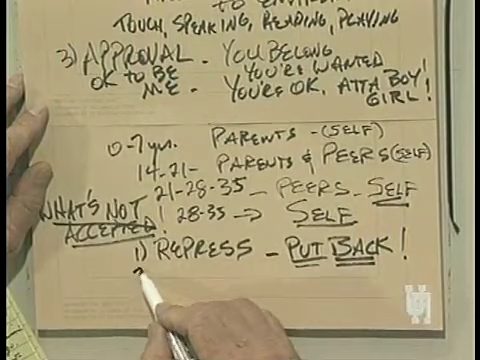 TO
TOUCH, SPEAKING, READING, PLAYING
3) APPROVAL - YOU BELONG
OK TO BE YOU'RE WANTED!
ME - YOU'RE OK, ATTA BOY!
GIRL!
0-7 yrs. PARENTS - (SELF)
14-21- PARENTS & PEERS (SELF)
21-28-35 - PEERS - SELF
WHAT'S NOT ACCEPTED! 28-35 -> SELF
1) REPRESS - PUT BACK!